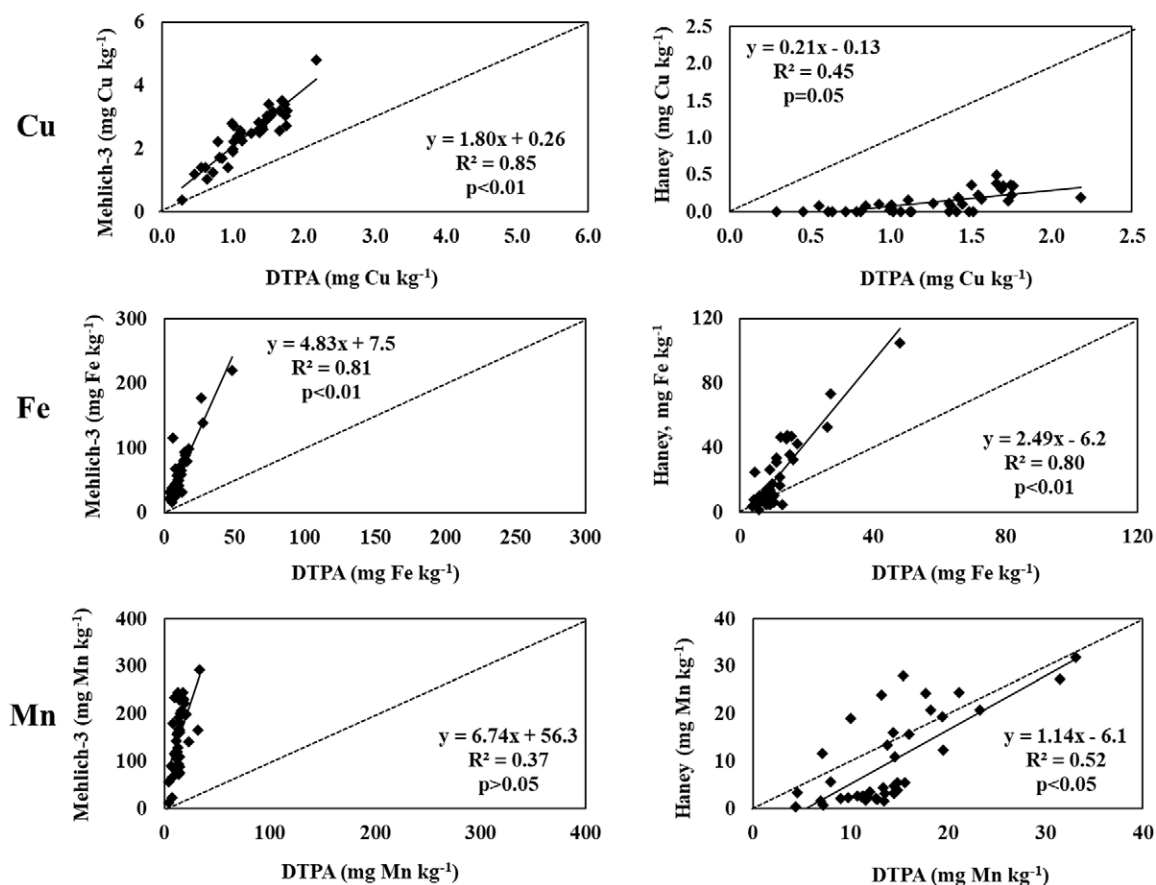 Cu
Mehlich-3 (mg Cu kg⁻¹)
6
4
2
0
y = 1.80x + 0.26
R² = 0.85
p<0.01
0.0 1.0 2.0 3.0 4.0 5.0 6.0
DTPA (mg Cu kg⁻¹)
Haney (mg Cu kg⁻¹)
2.5
2.0
1.5
1.0
0.5
0.0
y = 0.21x - 0.13
R² = 0.45
p=0.05
0.0 0.5 1.0 1.5 2.0 2.5
DTPA (mg Cu kg⁻¹)
Fe
Mehlich-3 (mg Fe kg⁻¹)
300
200
100
0
y = 4.83x + 7.5
R² = 0.81
p<0.01
0 50 100 150 200 250 300
DTPA (mg Fe kg⁻¹)
Haney, mg Fe kg⁻¹
120
80
40
0
y = 2.49x - 6.2
R² = 0.80
p<0.01
0 40 80 120
DTPA (mg Fe kg⁻¹)
Mn
Mehlich-3 (mg Mn kg⁻¹)
400
300
200
100
0
y = 6.74x + 56.3
R² = 0.37
p>0.05
0 100 200 300 400
DTPA (mg Mn kg⁻¹)
Haney (mg Mn kg⁻¹)
40
30
20
10
0
y = 1.14x - 6.1
R² = 0.52
p<0.05
0 10 20 30 40
DTPA (mg Mn kg⁻¹)